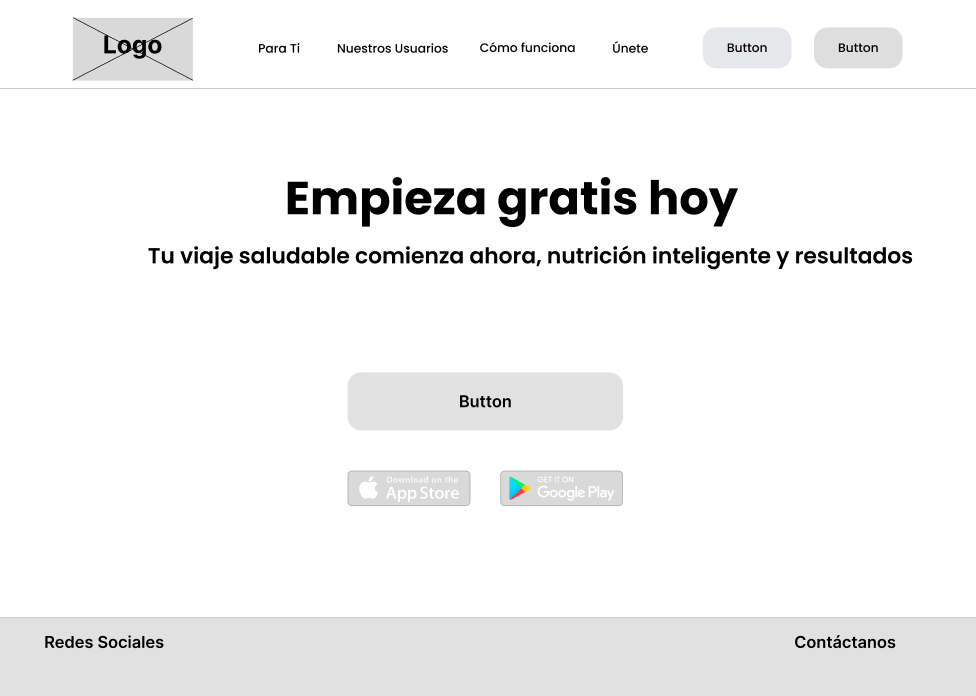 Logo
Para Ti
Nuestros Usuarios
Cómo funciona
Únete
Button
Button
Empieza gratis hoy
Tu viaje saludable comienza ahora, nutrición inteligente y resultados
Button
Download on the
App Store
GET IT ON
Google Play
Redes Sociales
Contáctanos